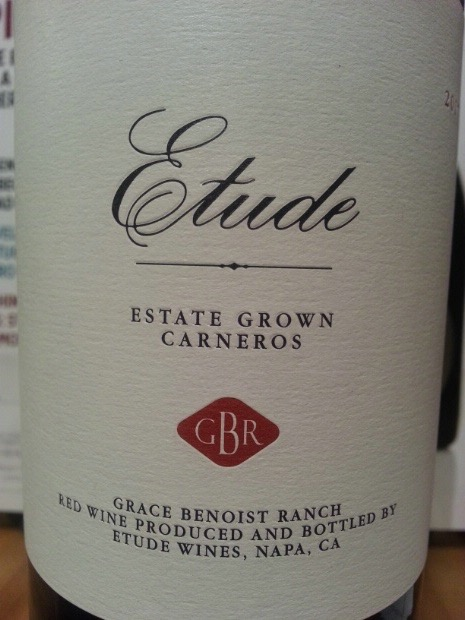 Etude
ESTATE GROWN
CARNEROS
GBR
GRACE BENOIST RANCH
RED WINE PRODUCED AND BOTTLED BY
ETUDE WINES, NAPA, CA